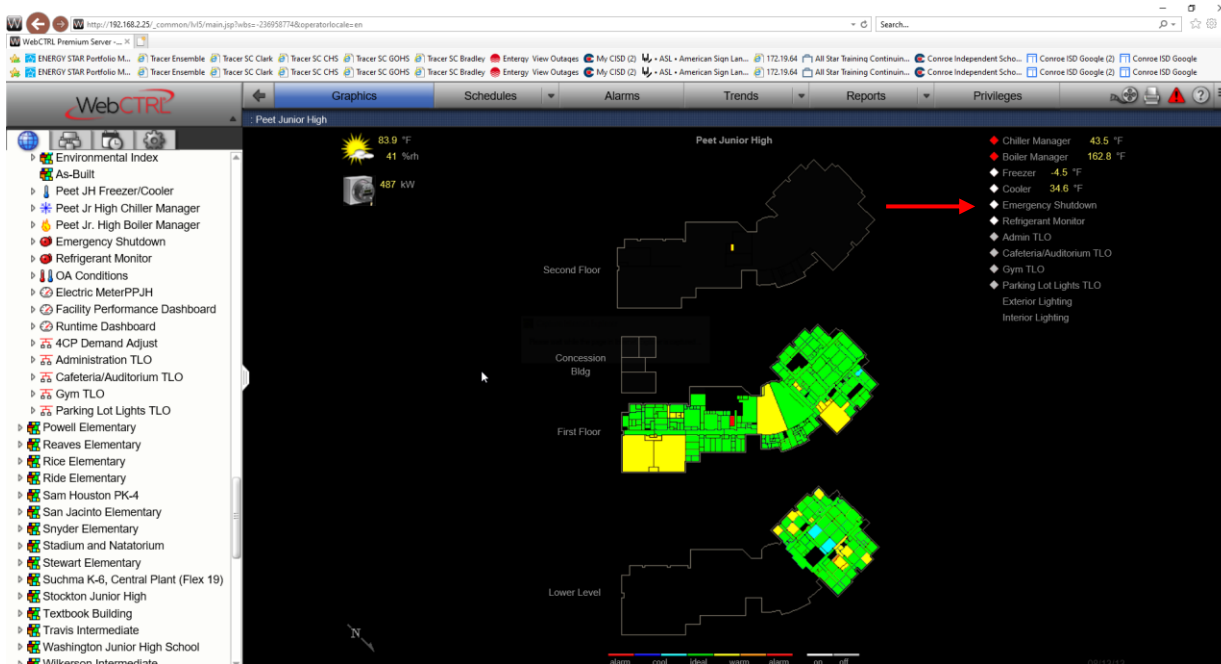 http://192.168.2.25/_common/lvl5/main.jsp?wbs=-236958774&operatorlocale=en
Search...
WebCTRL Premium Server -...
ENERGY STAR Portfolio M... Tracer Ensemble Tracer SC Clark Tracer SC CHS Tracer SC GOHS Tracer SC Bradley Entergy View Outages My CISD (2) • ASL • American Sign Lan... 172.19.64 All Star Training Continuin... Conroe Independent Scho... Conroe ISD Google (2) Conroe ISD Google
ENERGY STAR Portfolio M... Tracer Ensemble Tracer SC Clark Tracer SC CHS Tracer SC GOHS Tracer SC Bradley Entergy View Outages My CISD (2) • ASL • American Sign Lan... 172.19.64 All Star Training Continuin... Conroe Independent Scho... Conroe ISD Google (2) Conroe ISD Google
WebCTRL
Graphics Schedules Alarms Trends Reports Privileges
: Peet Junior High
Environmental Index
As-Built
Peet JH Freezer/Cooler
Peet Jr High Chiller Manager
Peet Jr. High Boiler Manager
Emergency Shutdown
Refrigerant Monitor
OA Conditions
Electric MeterPPJH
Facility Performance Dashboard
Runtime Dashboard
4CP Demand Adjust
Administration TLO
Cafeteria/Auditorium TLO
Gym TLO
Parking Lot Lights TLO
Powell Elementary
Reaves Elementary
Rice Elementary
Ride Elementary
Sam Houston PK-4
San Jacinto Elementary
Snyder Elementary
Stadium and Natatorium
Stewart Elementary
Suchma K-6, Central Plant (Flex 19)
Stockton Junior High
Textbook Building
Travis Intermediate
Washington Junior High School
Wilkerson Intermediate
83.9 °F
41 %rh
487 kW
Peet Junior High
Second Floor
Concession
Bldg
First Floor
Lower Level
N
alarm cool ideal warm alarm on off
Chiller Manager 43.5 °F
Boiler Manager 162.8 °F
Freezer -4.5 °F
Cooler 34.6 °F
Emergency Shutdown
Refrigerant Monitor
Admin TLO
Cafeteria/Auditorium TLO
Gym TLO
Parking Lot Lights TLO
Exterior Lighting
Interior Lighting